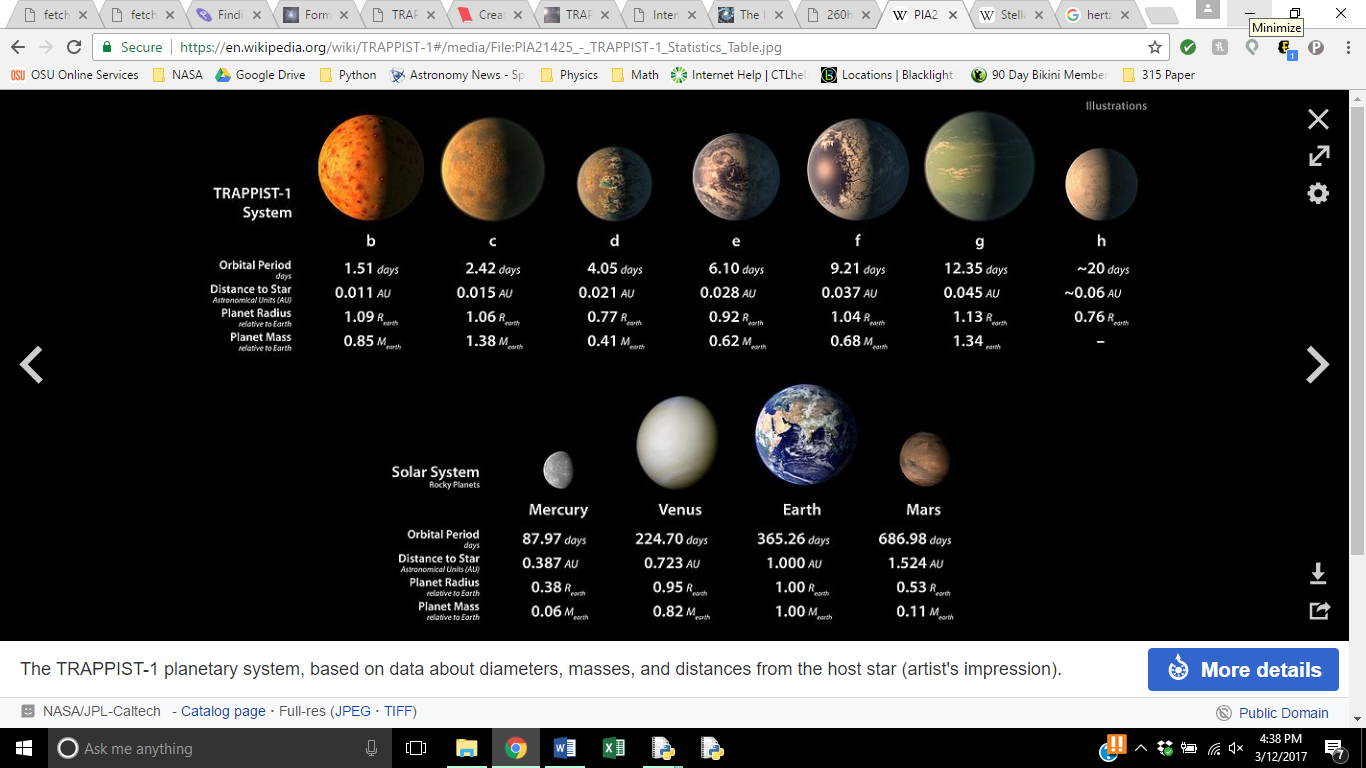 fetch
fetch
Findi
Form
TRAP
Creat
TRAP
Inten
The I
260h
PIA2
Stella
hertz
Minimize
Secure
https://en.wikipedia.org/wiki/TRAPPIST-1#/media/File:PIA21425_-_TRAPPIST-1_Statistics_Table.jpg
1
OSU OSU Online Services NASA Google Drive Python Astronomy News - Sp Physics Math Internet Help | CTLhel Locations | Blacklight 90 Day Bikini Member 315 Paper
Illustrations
TRAPPIST-1
System
b c d e f g h
Orbital Period 1.51 days 2.42 days 4.05 days 6.10 days 9.21 days 12.35 days ~20 days
days
Distance to Star 0.011 AU 0.015 AU 0.021 AU 0.028 AU 0.037 AU 0.045 AU ~0.06 AU
Astronomical Units (AU)
Planet Radius 1.09 Rearth 1.06 Rearth 0.77 Rearth 0.92 Rearth 1.04 Rearth 1.13 Rearth 0.76 Rearth
relative to Earth
Planet Mass 0.85 Mearth 1.38 Mearth 0.41 Mearth 0.62 Mearth 0.68 Mearth 1.34 earth –
relative to Earth
Solar System
Rocky Planets
Mercury Venus Earth Mars
Orbital Period 87.97 days 224.70 days 365.26 days 686.98 days
days
Distance to Star 0.387 AU 0.723 AU 1.000 AU 1.524 AU
Astronomical Units (AU)
Planet Radius 0.38 Rearth 0.95 Rearth 1.00 Rearth 0.53 Rearth
relative to Earth
Planet Mass 0.06 Mearth 0.82 Mearth 1.00 Mearth 0.11 Mearth
relative to Earth
The TRAPPIST-1 planetary system, based on data about diameters, masses, and distances from the host star (artist's impression).
More details
NASA/JPL-Caltech - Catalog page · Full-res (JPEG · TIFF)
Public Domain
Ask me anything
4:38 PM
3/12/2017
7